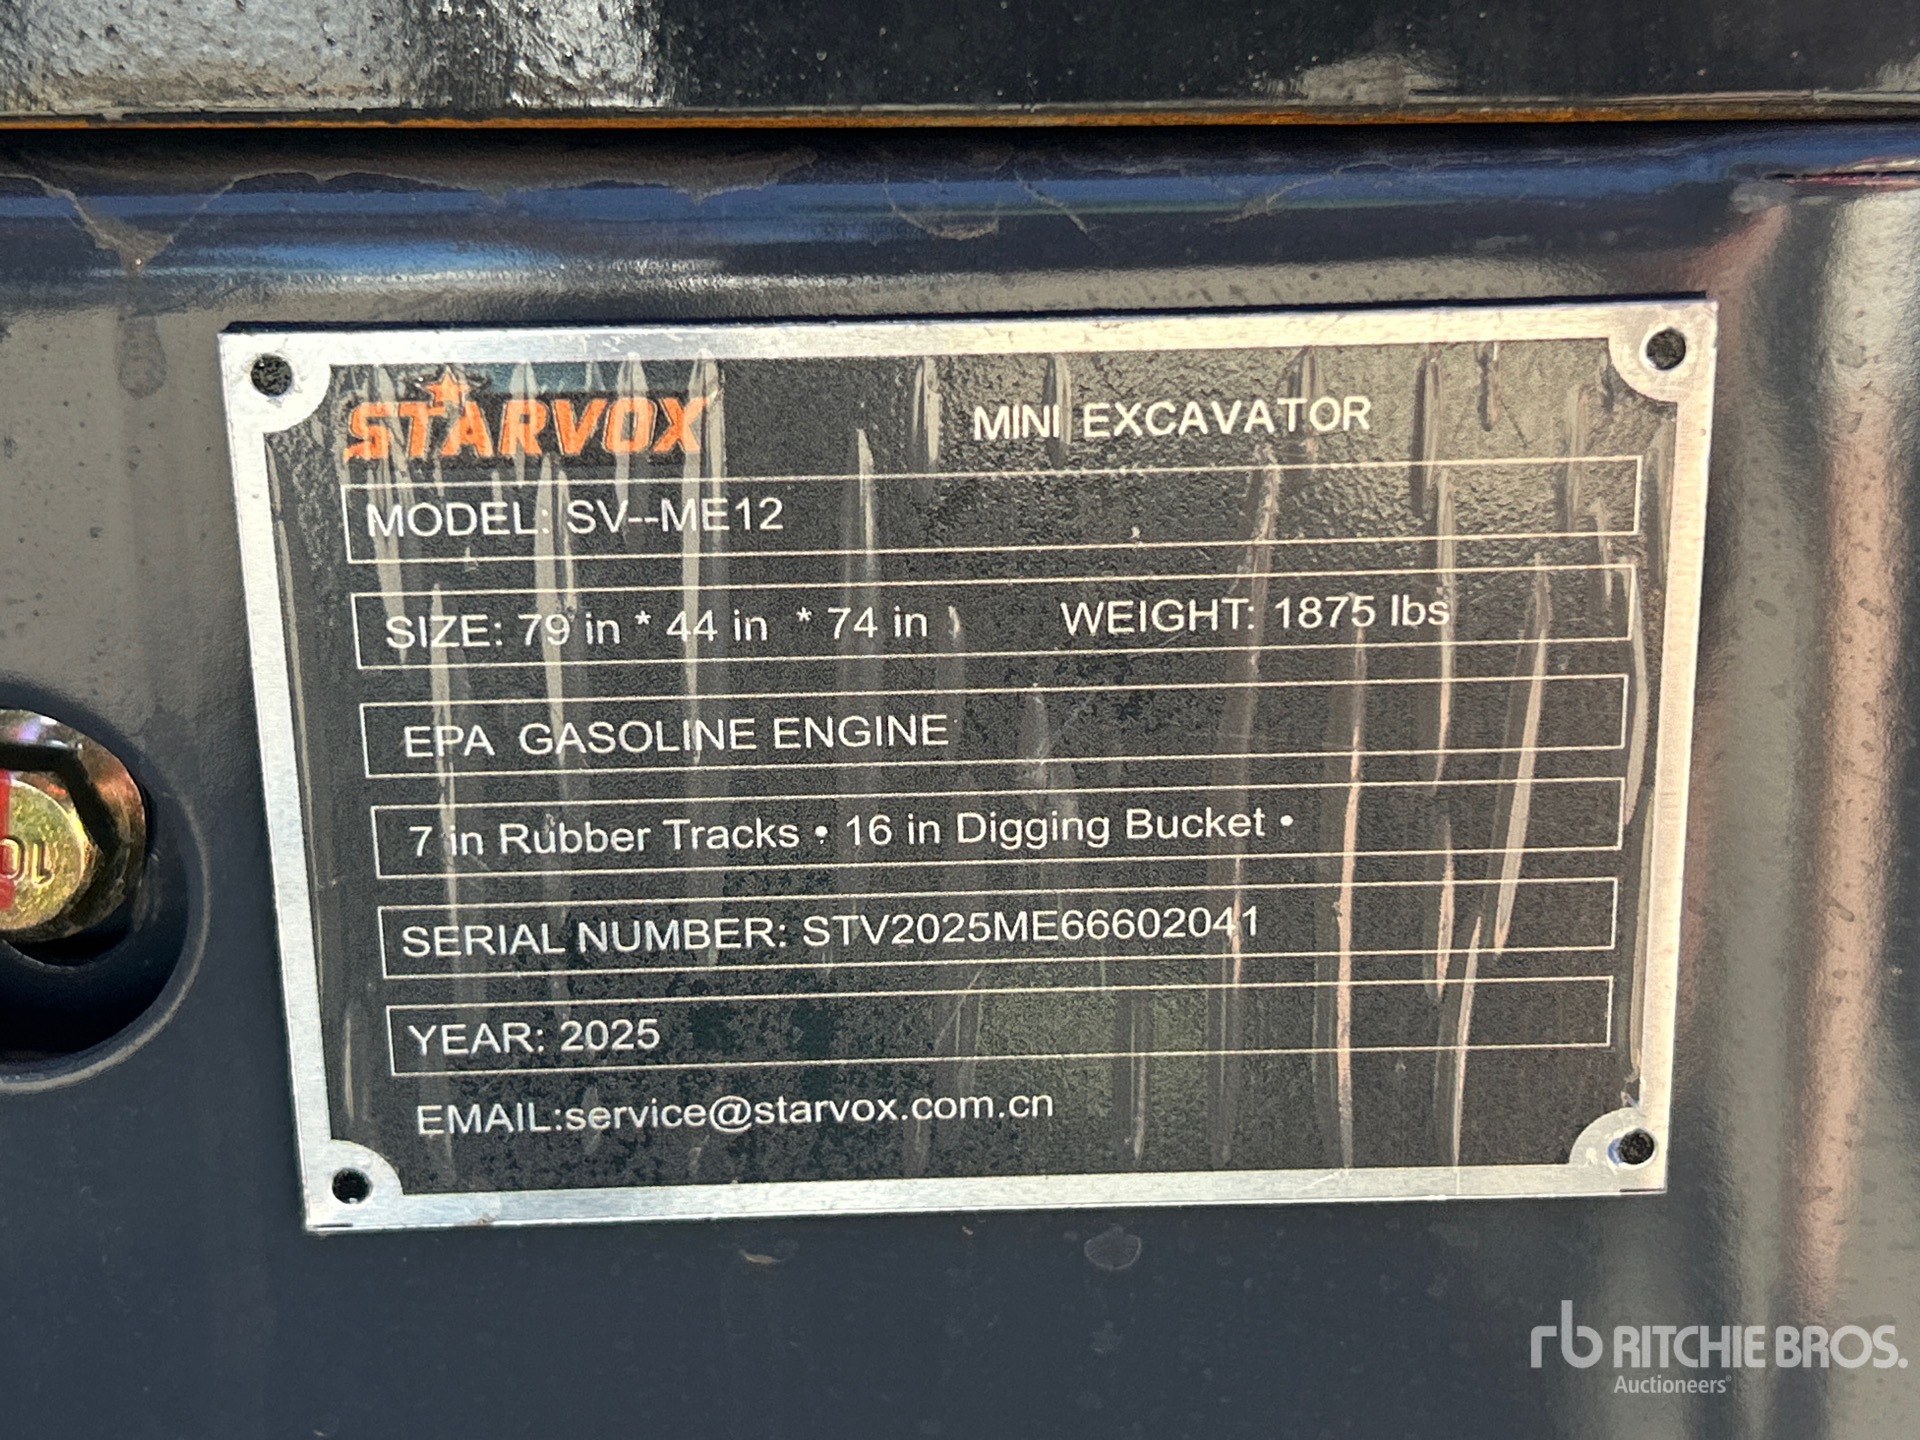 STARVOX MINI EXCAVATOR
MODEL: SV--ME12
SIZE: 79 in * 44 in * 74 in WEIGHT: 1875 lbs
EPA GASOLINE ENGINE
7 in Rubber Tracks • 16 in Digging Bucket •
SERIAL NUMBER: STV2025ME66602041
YEAR: 2025
EMAIL:service@starvox.com.cn
10
rb RITCHIE BROS.
Auctioneers